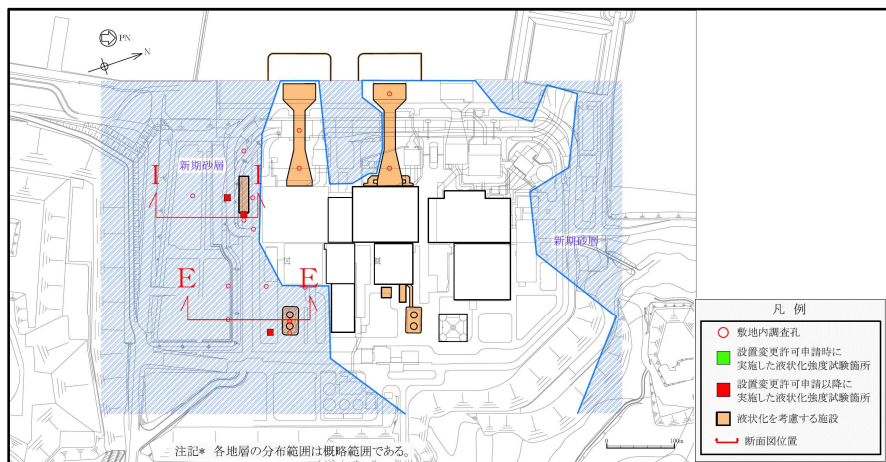 PN
N
新期砂層
I I
新期砂層
E E
注記* 各地層の分布範囲は概略範囲である。
0 100m
凡 例
敷地内調査孔
設置変更許可申請時に
実施した液状化強度試験箇所
設置変更許可申請以降に
実施した液状化強度試験箇所
液状化を考慮する施設
断面図位置